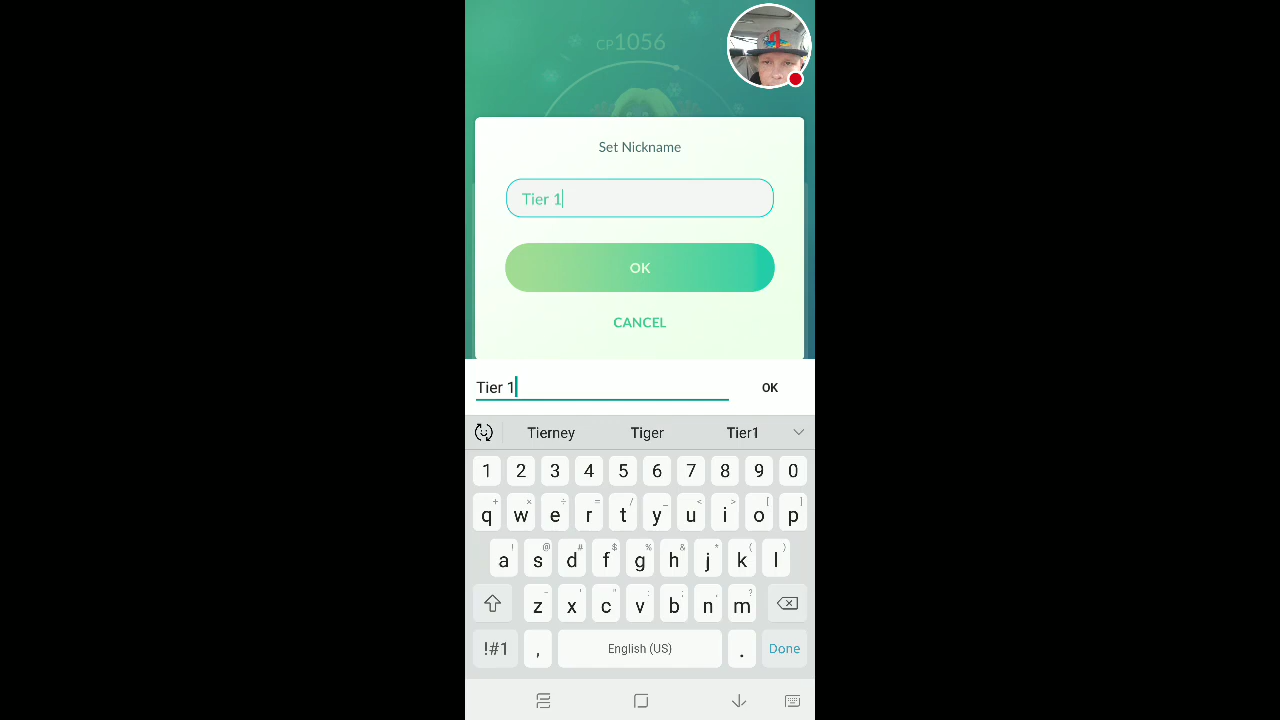 CP1056
Set Nickname
Tier 1
OK
CANCEL
Tier 1 OK
Tierney Tiger Tier1
1 2 3 4 5 6 7 8 9 0
+ × ÷ = / _ < > [ ]
q w e r t y u i o p
! @ # $ % & * ( )
a s d f g h j k l
- ' " : ; , ?
z x c v b n m
!#1 , English (US) . Done